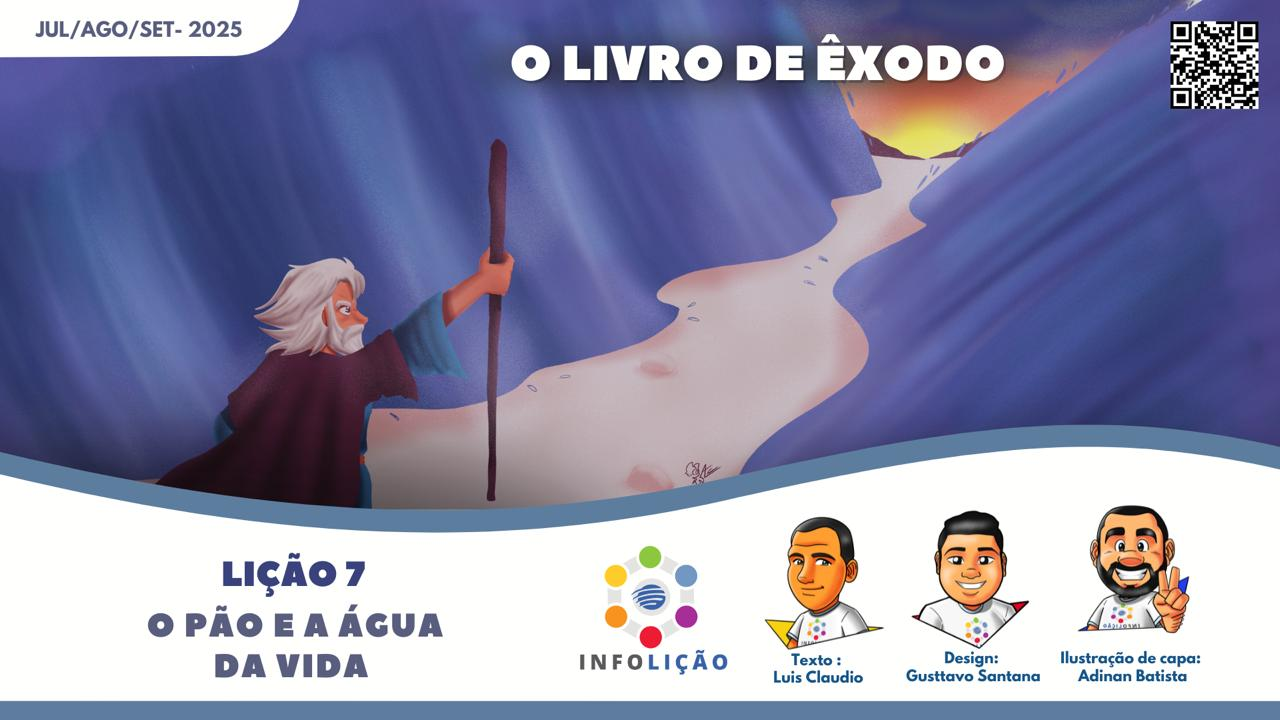 JUL/AGO/SET- 2025
O LIVRO DE ÊXODO
LIÇÃO 7
O PÃO E A ÁGUA
DA VIDA
INFOLIÇÃO
Texto :
Luis Claudio
Design:
Gusttavo Santana
Ilustração de capa:
Adinan Batista